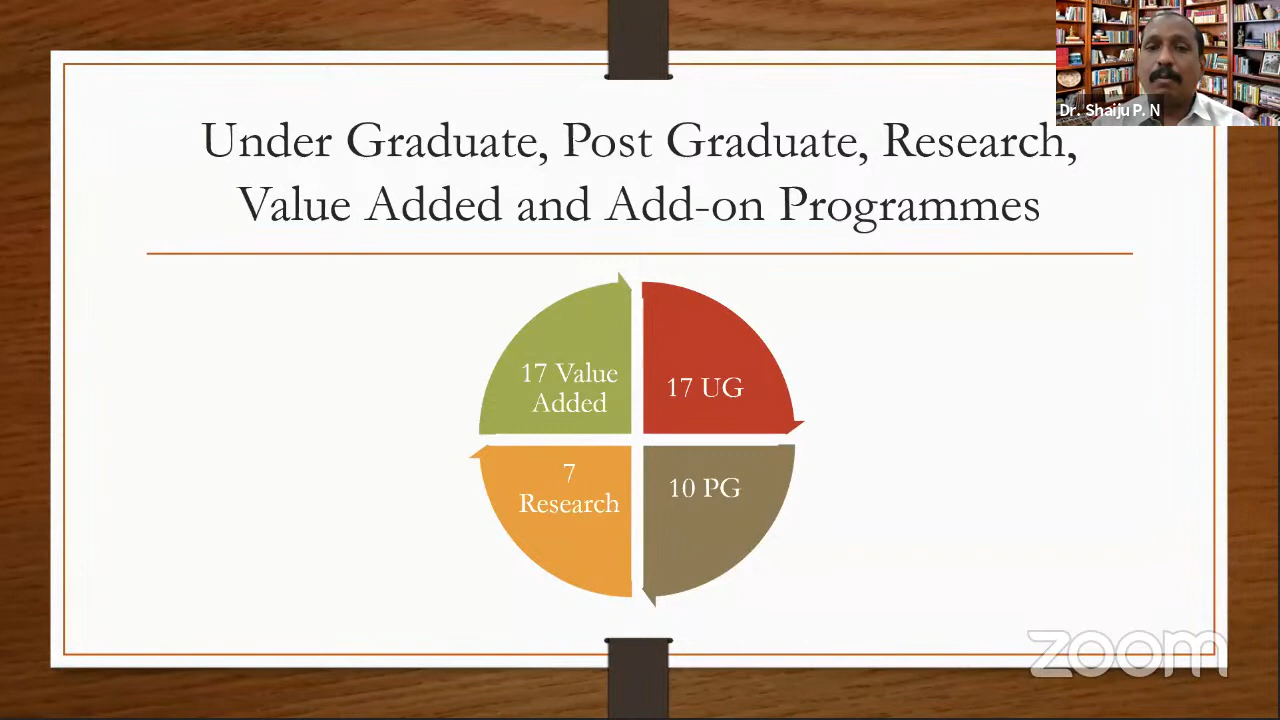 Dr. Shaiju P. N
Under Graduate, Post Graduate, Research,
Value Added and Add-on Programmes
17 Value
Added
17 UG
7
Research
10 PG
zoom